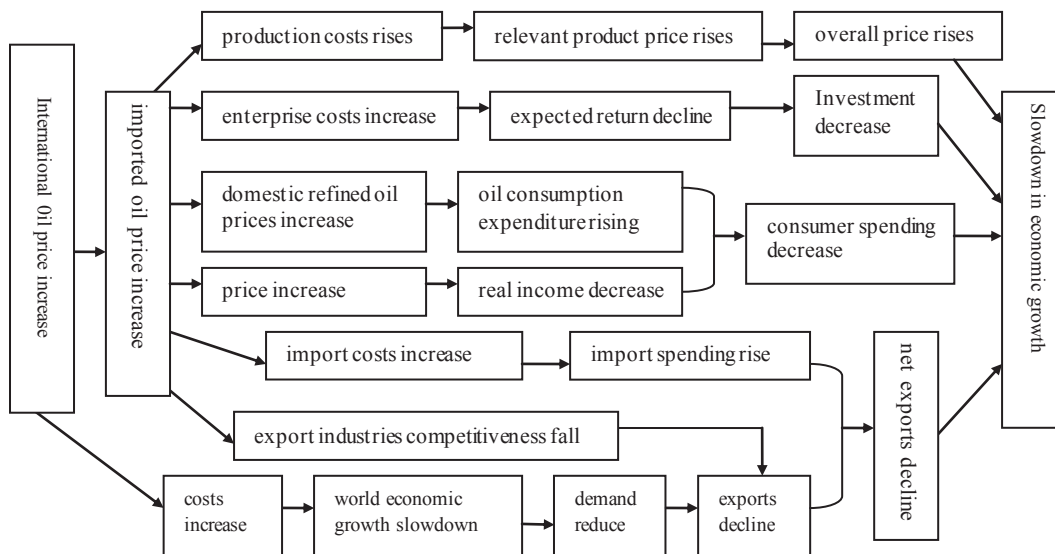 International 0il price increase
imported oil price increase
production costs rises
relevant product price rises
overall price rises
enterprise costs increase
expected return decline
Investment
decrease
domestic refined oil
prices increase
oil consumption
expenditure rising
price increase
real income decrease
consumer spending
decrease
import costs increase
import spending rise
export industries competitiveness fall
costs
increase
world economic
growth slowdown
demand
reduce
exports
decline
net exports decline
Slowdown in economic
growth